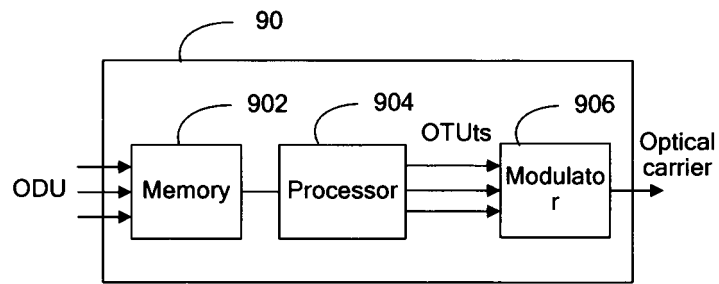 90
902
904
906
OTUts
Optical
carrier
ODU
Memory
Processor
Modulato
r